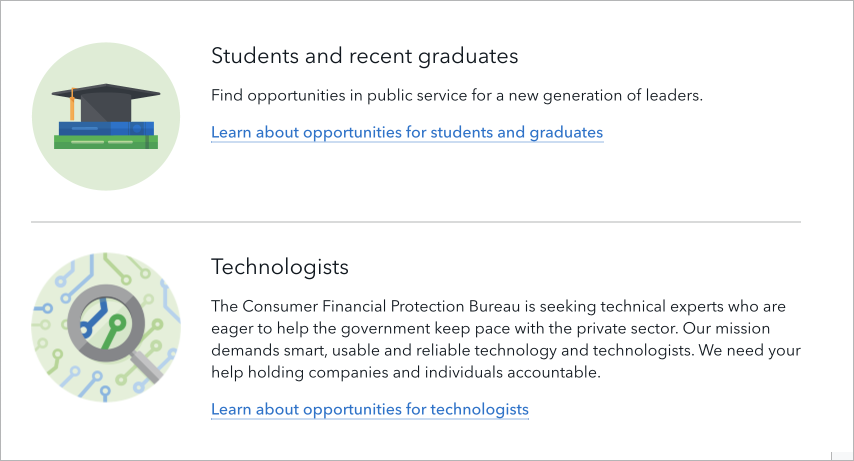 Students and recent graduates
Find opportunities in public service for a new generation of leaders.
Learn about opportunities for students and graduates
Technologists
The Consumer Financial Protection Bureau is seeking technical experts who are
eager to help the government keep pace with the private sector. Our mission
demands smart, usable and reliable technology and technologists. We need your
help holding companies and individuals accountable.
Learn about opportunities for technologists